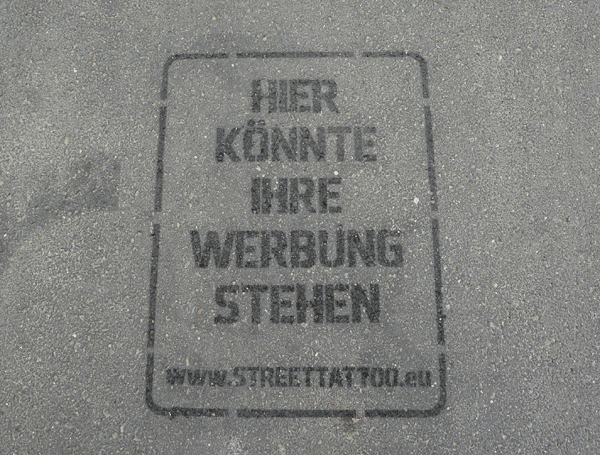 HIER
KÖNNTE
IHRE
WERBUNG
STEHEN
www.STREETTATTOO.eu